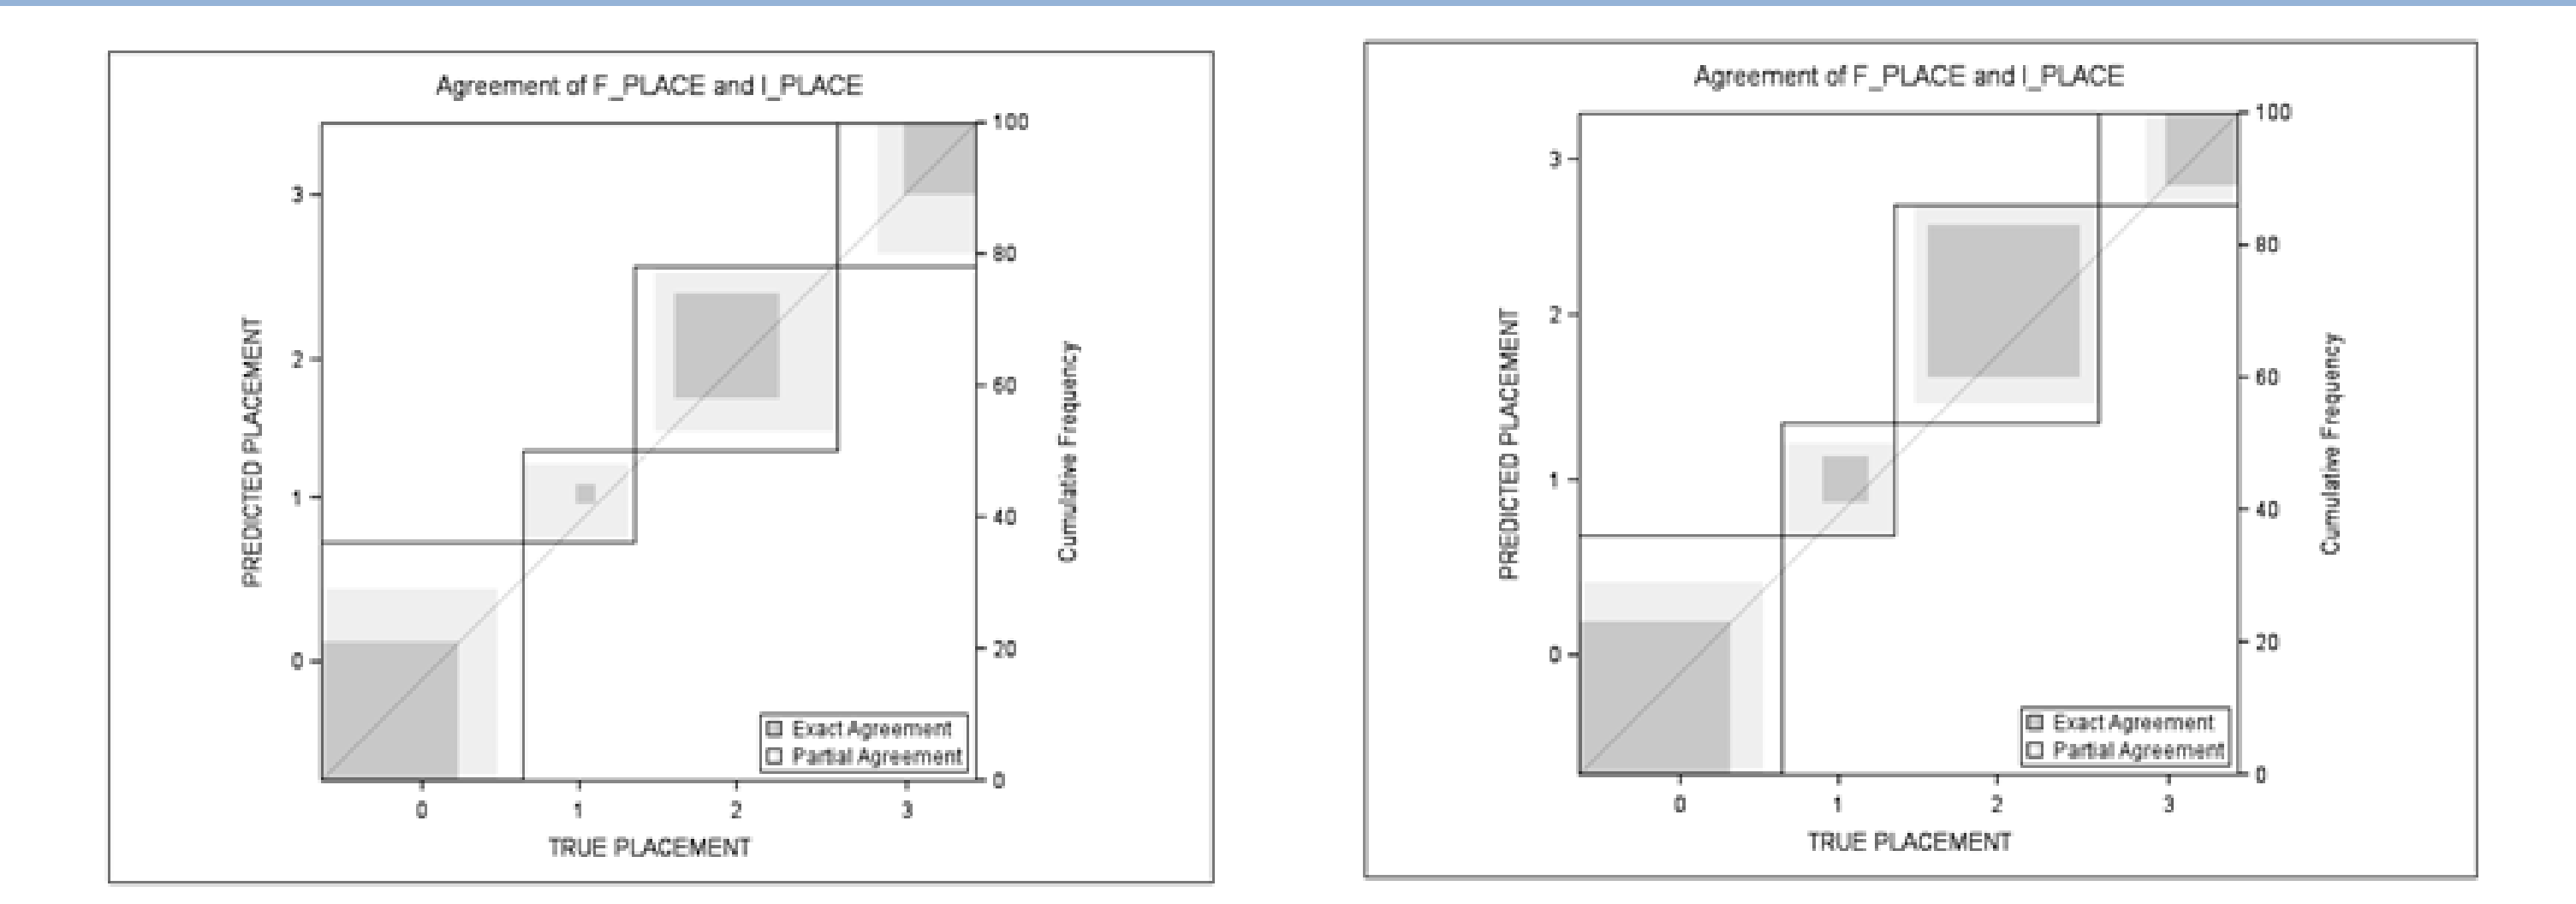 Agreement of F_PLACE and I_PLACE
PREDICTED PLACEMENT
3
2
1
0
100
80
60
40
20
0
Cumulative Frequency
Exact Agreement
Partial Agreement
0 1 2 3
TRUE PLACEMENT
Agreement of F_PLACE and I_PLACE
PREDICTED PLACEMENT
3
2
1
0
100
80
60
40
20
0
Cumulative Frequency
Exact Agreement
Partial Agreement
0 1 2 3
TRUE PLACEMENT